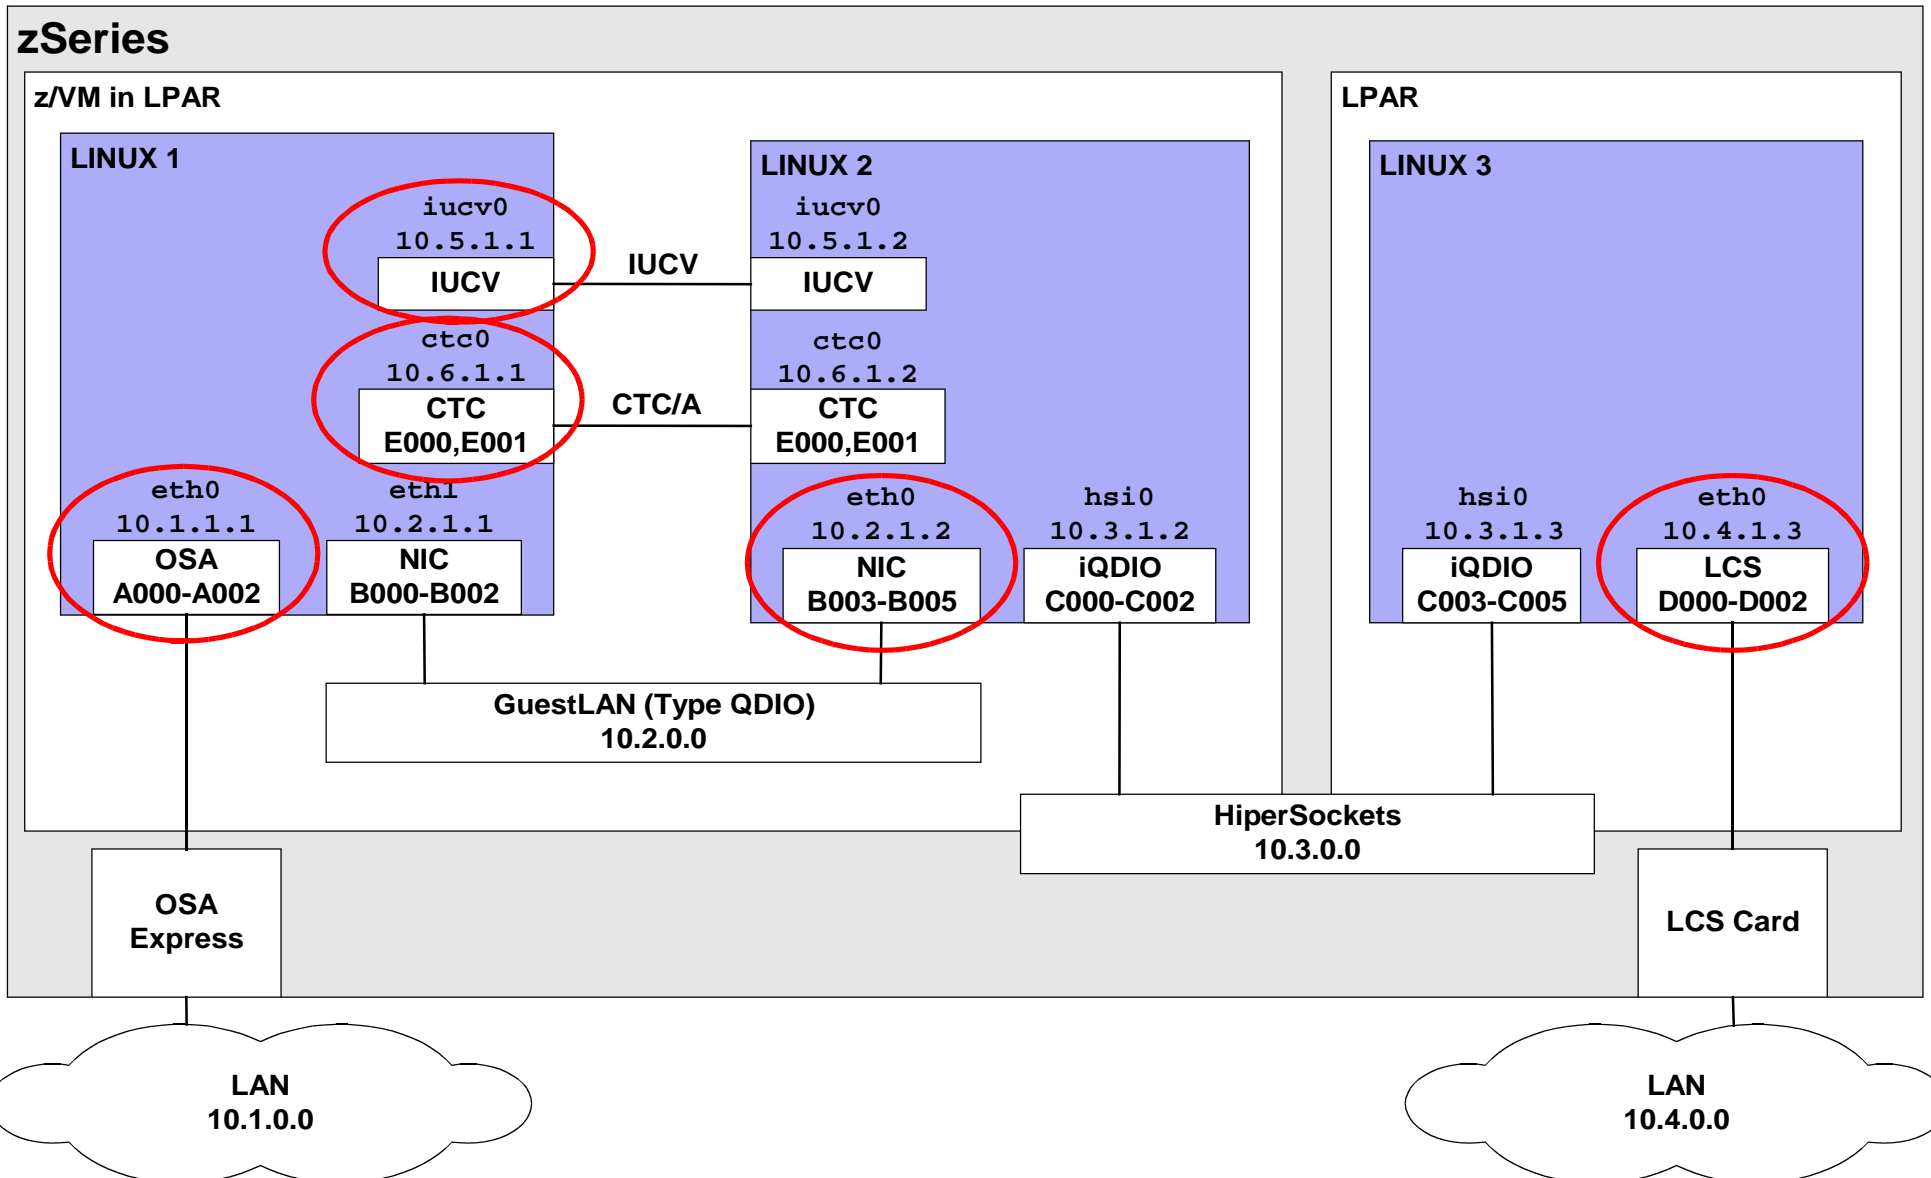 zSeries
z/VM in LPAR
LINUX 1
iucv0
10.5.1.1
IUCV
ctc0
10.6.1.1
CTC
E000,E001
eth0
10.1.1.1
OSA
A000-A002
eth1
10.2.1.1
NIC
B000-B002
IUCV
CTC/A
LINUX 2
iucv0
10.5.1.2
IUCV
ctc0
10.6.1.2
CTC
E000,E001
eth0
10.2.1.2
NIC
B003-B005
hsi0
10.3.1.2
iQDIO
C000-C002
GuestLAN (Type QDIO)
10.2.0.0
LPAR
LINUX 3
hsi0
10.3.1.3
iQDIO
C003-C005
eth0
10.4.1.3
LCS
D000-D002
HiperSockets
10.3.0.0
OSA
Express
LCS Card
LAN
10.1.0.0
LAN
10.4.0.0